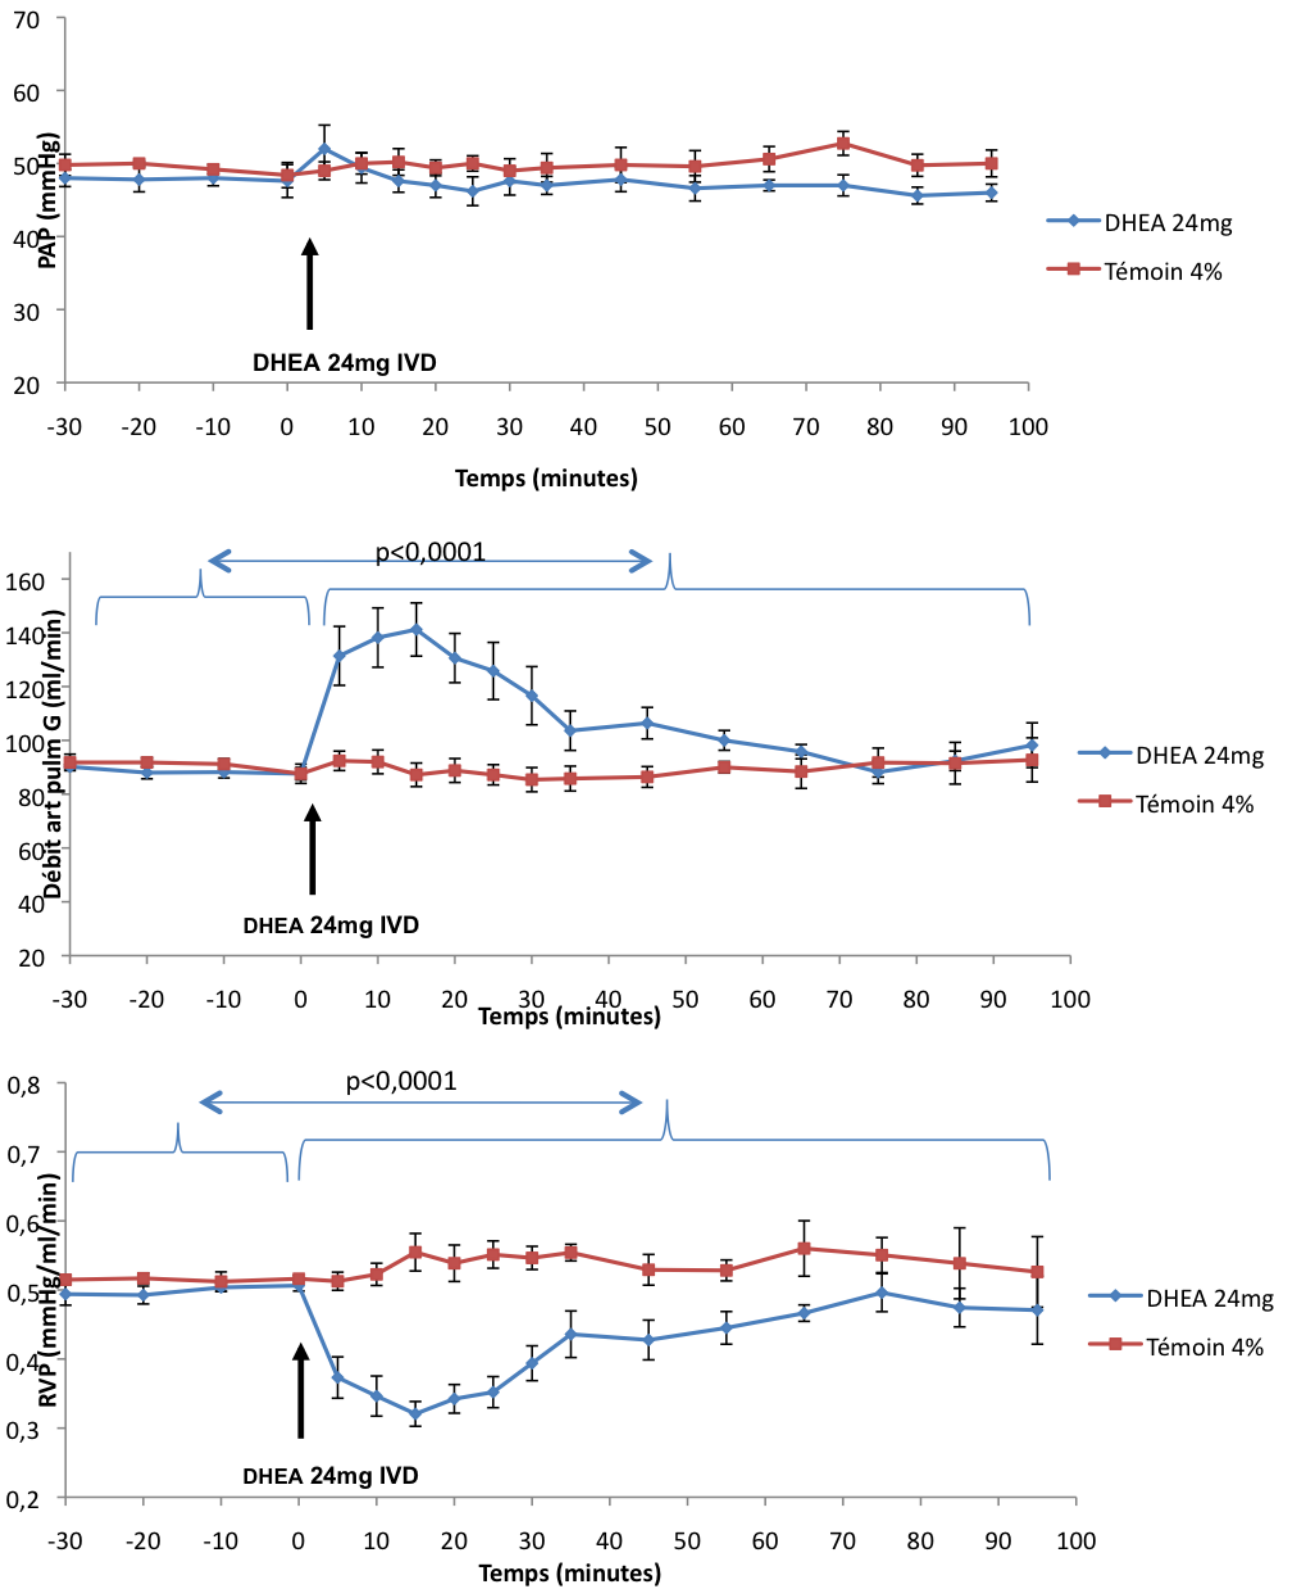 70
60
50
40
30
20
PAP (mmHg)
DHEA 24mg
Témoin 4%
DHEA 24mg IVD
-30 -20 -10 0 10 20 30 40 50 60 70 80 90 100
Temps (minutes)
p<0,0001
160
140
120
100
80
60
40
20
Débit art pulm G (ml/min)
DHEA 24mg
Témoin 4%
DHEA 24mg IVD
-30 -20 -10 0 10 20 30 40 50 60 70 80 90 100
Temps (minutes)
p<0,0001
0,8
0,7
0,6
0,5
0,4
0,3
0,2
RVP (mmHg/ml/min)
DHEA 24mg
Témoin 4%
DHEA 24mg IVD
-30 -20 -10 0 10 20 30 40 50 60 70 80 90 100
Temps (minutes)